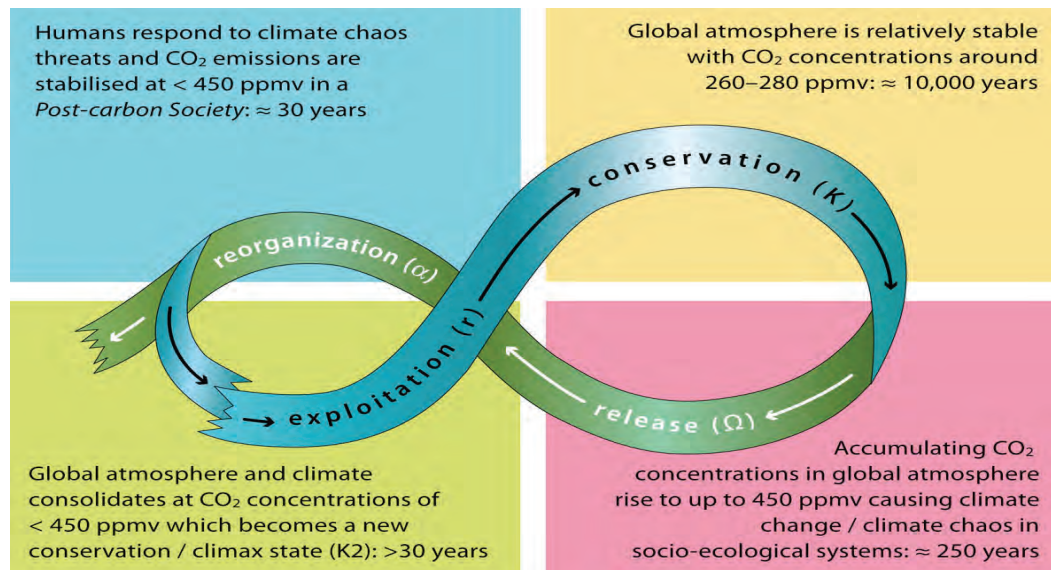 Humans respond to climate chaos
threats and CO₂ emissions are
stabilised at < 450 ppmv in a
Post-carbon Society: ≈ 30 years
Global atmosphere is relatively stable
with CO₂ concentrations around
260–280 ppmv: ≈ 10,000 years
conservation (K)
reorganization (α)
exploitation (r)
release (Ω)
Global atmosphere and climate
consolidates at CO₂ concentrations of
< 450 ppmv which becomes a new
conservation / climax state (K2): >30 years
Accumulating CO₂
concentrations in global atmosphere
rise to up to 450 ppmv causing climate
change / climate chaos in
socio-ecological systems: ≈ 250 years